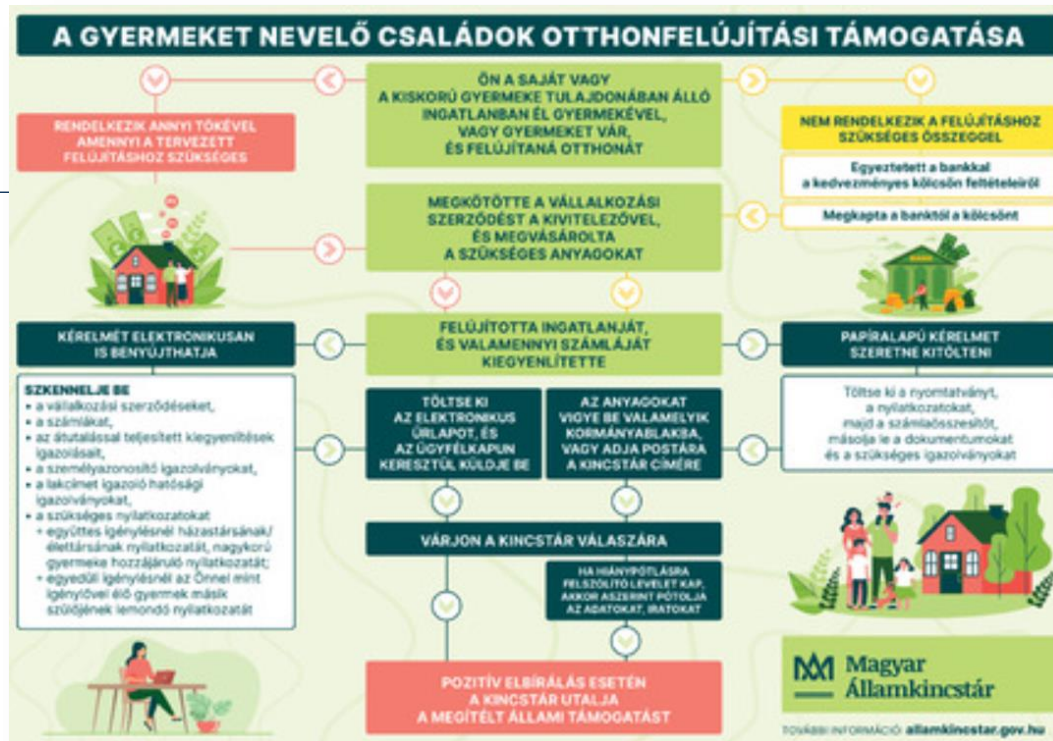 A GYERMEKET NEVELŐ CSALÁDOK OTTHONFELÚJÍTÁSI TÁMOGATÁSA
ÖN A SAJÁT VAGY
A KISKORÚ GYERMEKE TULAJDONÁBAN ÁLLÓ
INGATLANBAN ÉL GYERMEKÉVEL,
VAGY GYERMEKET VÁR,
ÉS FELÚJÍTANÁ OTTHONÁT
RENDELKEZIK ANNYI TŐKÉVEL
AMENNYI A TERVEZETT
FELÚJÍTÁSHOZ SZÜKSÉGES
NEM RENDELKEZIK A FELÚJÍTÁSHOZ
SZÜKSÉGES ÖSSZEGGEL
Egyeztetett a bankkal
a kedvezményes kölcsön feltételeiről
Megkapta a banktól a kölcsönt
MEGKÖTÖTTE A VÁLLALKOZÁSI
SZERZŐDÉST A KIVITELEZŐVEL,
ÉS MEGVÁSÁROLTA
A SZÜKSÉGES ANYAGOKAT
FELÚJÍTOTTA INGATLANJÁT,
ÉS VALAMENNYI SZÁMLÁJÁT
KIEGYENLÍTETTE
KÉRELMÉT ELEKTRONIKUSAN
IS BENYÚJTHATJA
SZKENNELJE BE
• a vállalkozási szerződéseket,
• a számlákat,
• az átutalással teljesített kiegyenlítések
igazolásait,
• a személyazonosító igazolványokat,
• a lakcímet igazoló hatósági
igazolványokat,
• a szükséges nyilatkozatokat
+ együttes igénylésnél házastársának/
élettársának nyilatkozatát, nagykorú
gyermeke hozzájáruló nyilatkozatát;
+ egyedüli igénylésnél az Önnel mint
igénylővel élő gyermek másik
szülőjének lemondó nyilatkozatát
PAPÍRALAPÚ KÉRELMET
SZERETNE KITÖLTENI
Töltse ki a nyomtatványt,
a nyilatkozatokat,
majd a számlaösszesítőt,
másolja le a dokumentumokat
és a szükséges igazolványokat
TÖLTSE KI
AZ ELEKTRONIKUS
ŰRLAPOT, ÉS
AZ ÜGYFÉLKAPUN
KERESZTÜL KÜLDJE BE
AZ ANYAGOKAT
VIGYE BE VALAMELYIK
KORMÁNYABLAKBA,
VAGY ADJA POSTÁRA
A KINCSTÁR CÍMÉRE
VÁRJON A KINCSTÁR VÁLASZÁRA
HA HIÁNYPÓTLÁSRA
FELSZÓLÍTÓ LEVELET KAP,
AKKOR ASZERINT PÓTOLJA
AZ ADATOKAT, IRATOKAT
POZITÍV ELBÍRÁLÁS ESETÉN
A KINCSTÁR UTALJA
A MEGÍTÉLT ÁLLAMI TÁMOGATÁST
Magyar
Államkincstár
TOVÁBBI INFORMÁCIÓ: allamkincstar.gov.hu